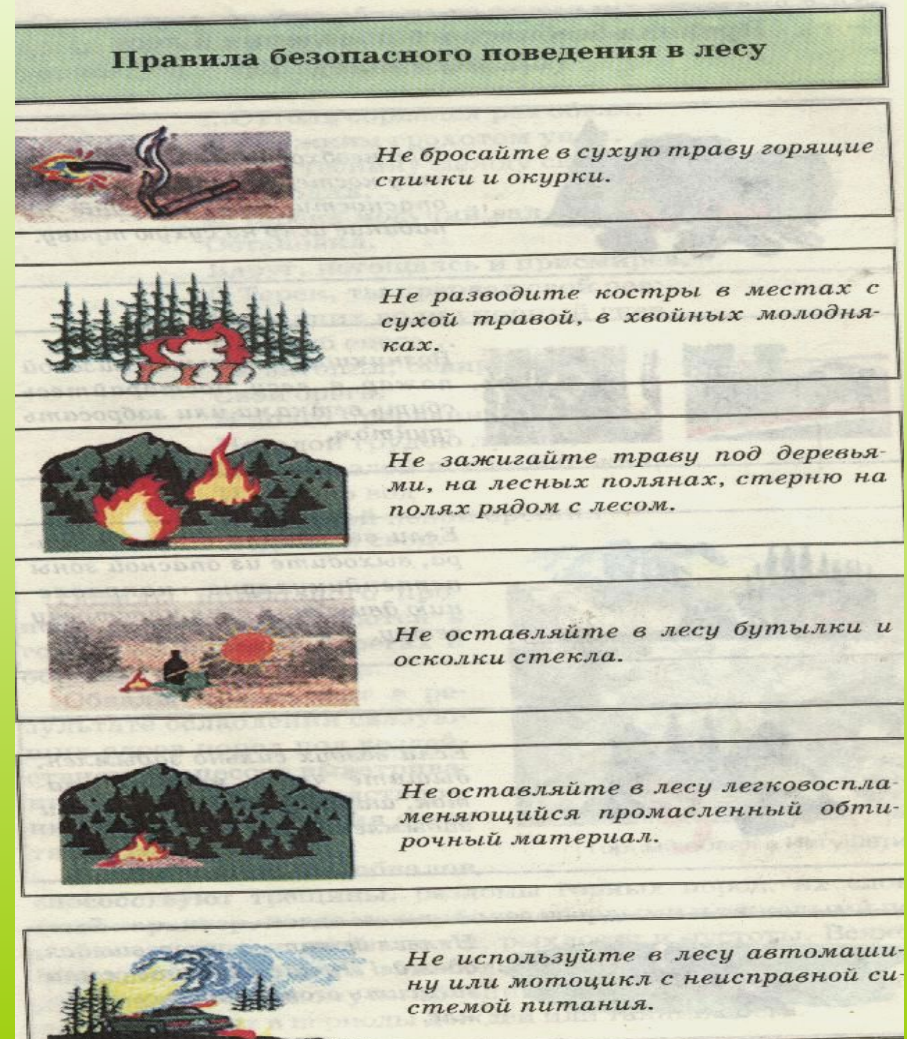 Правила безопасного поведения в лесу
Не бросайте в сухую траву горящие
спички и окурки.
Не разводите костры в местах с
сухой травой, в хвойных молодня-
ках.
Не зажигайте траву под деревья-
ми, на лесных полянах, стерню на
полях рядом с лесом.
Не оставляйте в лесу бутылки и
осколки стекла.
Не оставляйте в лесу легковоспла-
меняющийся промасленный обти-
рочный материал.
Не используйте в лесу автомаши-
ну или мотоцикл с неисправной си-
стемой питания.